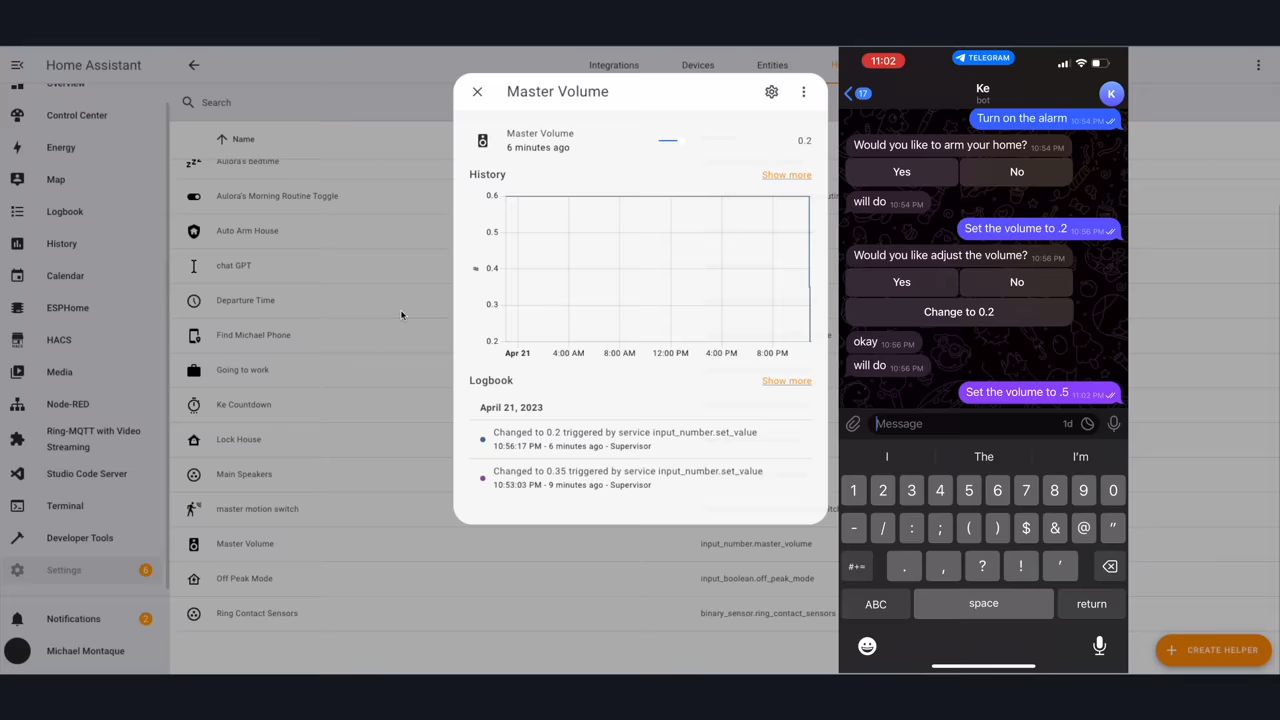 Home Assistant
Overview
Control Center
Energy
Map
Logbook
History
Calendar
ESPHome
HACS
Media
Node-RED
Ring-MQTT with Video
Streaming
Studio Code Server
Terminal
Developer Tools
Settings
6
Notifications
2
Michael Montaque
Integrations
Devices
Entities
Search
Name
Aulora's bedtime
Aulora's Morning Routine Toggle
Auto Arm House
chat GPT
Departure Time
Find Michael Phone
Going to work
Ke Countdown
Lock House
Main Speakers
master motion switch
Master Volume
input_number.master_volume
Off Peak Mode
input_boolean.off_peak_mode
Ring Contact Sensors
binary_sensor.ring_contact_sensors
CREATE HELPER
Master Volume
Master Volume
6 minutes ago
0.2
History
Show more
0.6
0.5
0.4
0.3
0.2
#
Apr 21
4:00 AM
8:00 AM
12:00 PM
4:00 PM
8:00 PM
Logbook
Show more
April 21, 2023
Changed to 0.2 triggered by service input_number.set_value
10:56:17 PM - 6 minutes ago - Supervisor
Changed to 0.35 triggered by service input_number.set_value
10:53:03 PM - 9 minutes ago - Supervisor
11:02
TELEGRAM
17
Ke
bot
K
Turn on the alarm 10:54 PM
Would you like to arm your home? 10:54 PM
Yes
No
will do 10:54 PM
Set the volume to .2 10:56 PM
Would you like adjust the volume? 10:56 PM
Yes
No
Change to 0.2
okay 10:56 PM
will do 10:56 PM
Set the volume to .5 11:02 PM
Message
1d
I
The
I'm
1 2 3 4 5 6 7 8 9 0
- / : ; ( ) $ & @ "
#+= . , ? ! '
ABC
space
return